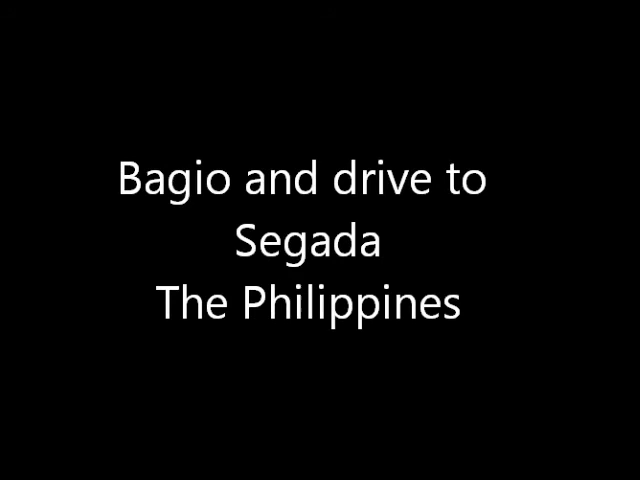 Bagio and drive to
Segada
The Philippines